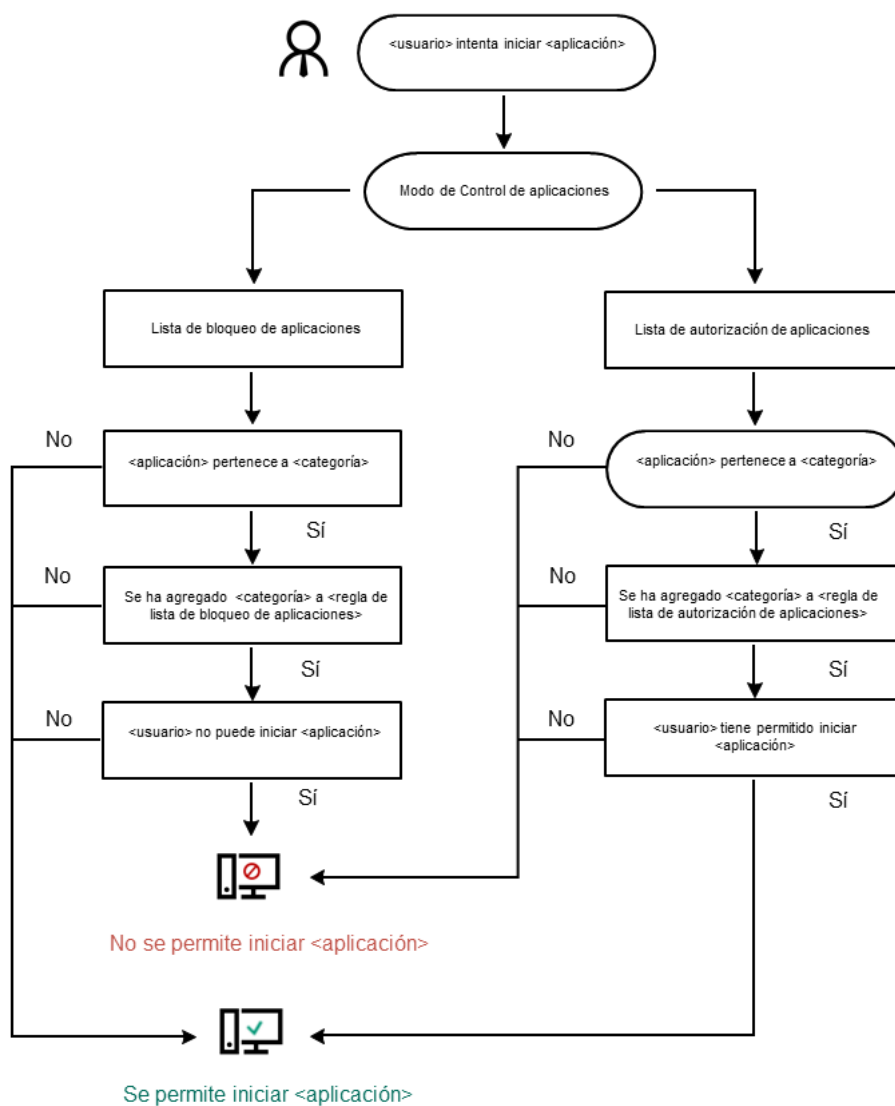 <usuario> intenta iniciar <aplicación>
Modo de Control de aplicaciones
Lista de bloqueo de aplicaciones
Lista de autorización de aplicaciones
No
<aplicación> pertenece a <categoría>
No
<aplicación> pertenece a <categoría>
Sí
Sí
No
Se ha agregado <categoría> a <regla de
lista de bloqueo de aplicaciones>
No
Se ha agregado <categoría> a <regla de
lista de autorización de aplicaciones>
Sí
Sí
No
<usuario> no puede iniciar <aplicación>
No
<usuario> tiene permitido iniciar
<aplicación>
Sí
Sí
No se permite iniciar <aplicación>
Se permite iniciar <aplicación>